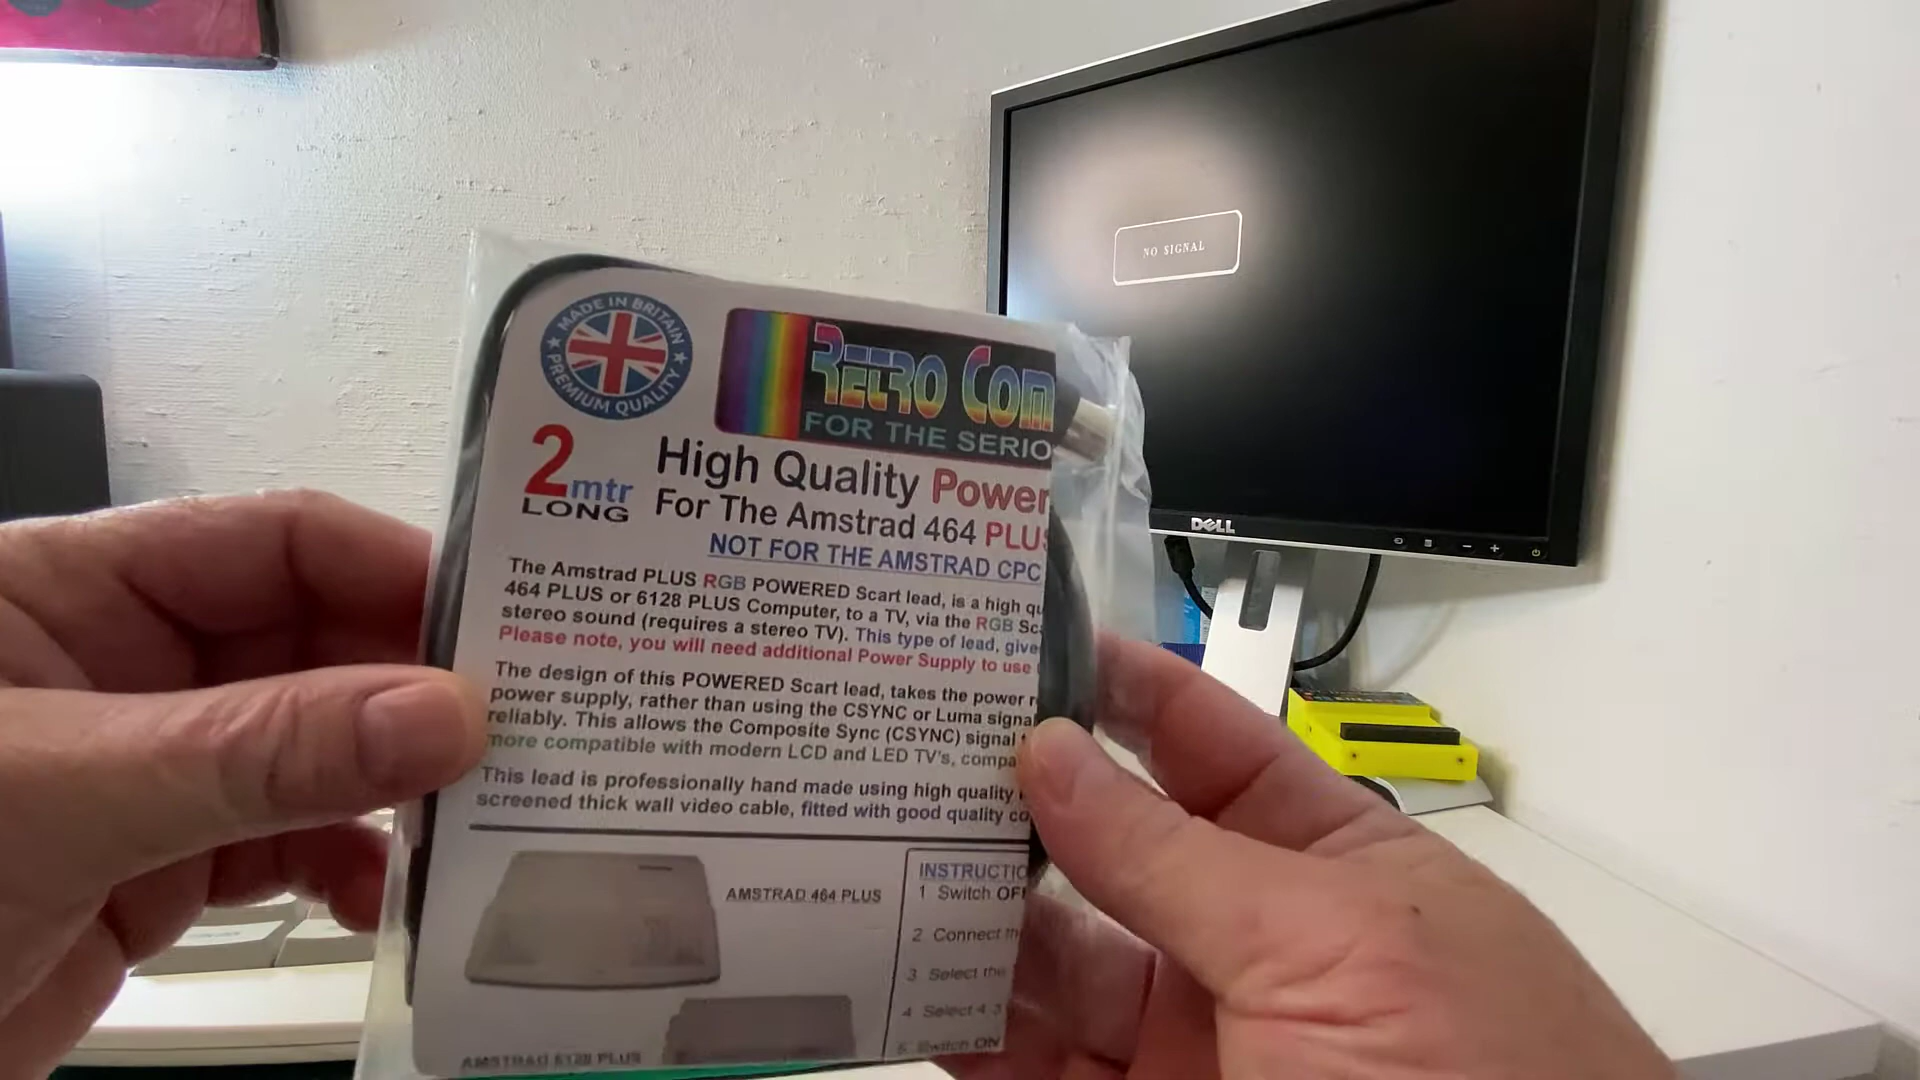 NO SIGNAL
DELL
MADE IN BRITAIN
PREMIUM QUALITY
RETRO COM
FOR THE SERIO
2mtr
LONG
High Quality Power
For The Amstrad 464 PLUS
NOT FOR THE AMSTRAD CPC
The Amstrad PLUS RGB POWERED Scart lead, is a high qu
464 PLUS or 6128 PLUS Computer, to a TV, via the RGB Sc
stereo sound (requires a stereo TV). This type of lead, give
Please note, you will need additional Power Supply to use
The design of this POWERED Scart lead, takes the power r
power supply, rather than using the CSYNC or Luma signal
reliably. This allows the Composite Sync (CSYNC) signal t
more compatible with modern LCD and LED TV's, compa
This lead is professionally hand made using high quality
screened thick wall video cable, fitted with good quality co
AMSTRAD 464 PLUS
AMSTRAD 6128 PLUS
INSTRUCTIO
1 Switch OFF
2 Connect th
3 Select the
4 Select 4:3
5 Switch ON